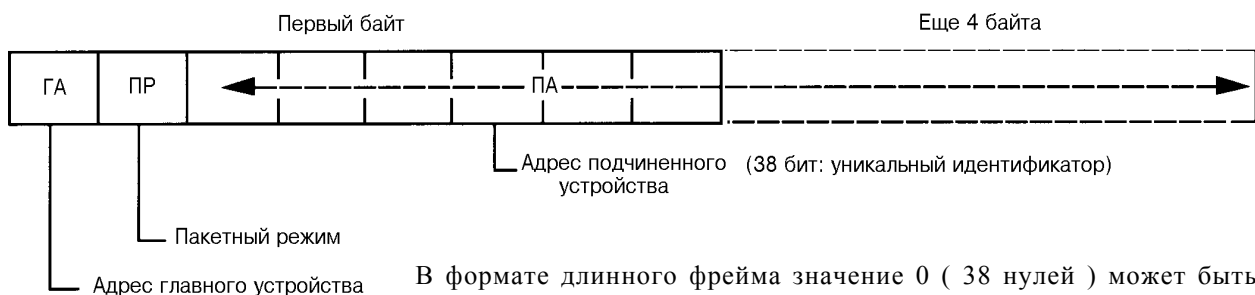 Первый байт
Еще 4 байта
ГА ПР ПА
Адрес подчиненного (38 бит: уникальный идентификатор)
устройства
Пакетный режим
Адрес главного устройства
В формате длинного фрейма значение 0 ( 38 нулей ) может быть